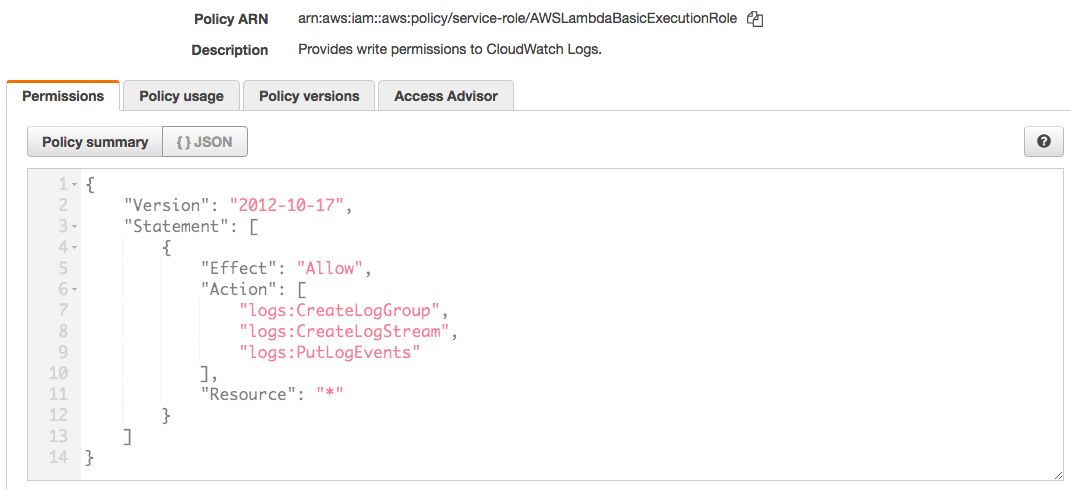 Policy ARN arn:aws:iam::aws:policy/service-role/AWSLambdaBasicExecutionRole
Description Provides write permissions to CloudWatch Logs.
Permissions Policy usage Policy versions Access Advisor
Policy summary { } JSON ?
1 {
2 "Version": "2012-10-17",
3 "Statement": [
4 {
5 "Effect": "Allow",
6 "Action": [
7 "logs:CreateLogGroup",
8 "logs:CreateLogStream",
9 "logs:PutLogEvents"
10 ],
11 "Resource": "*"
12 }
13 ]
14 }